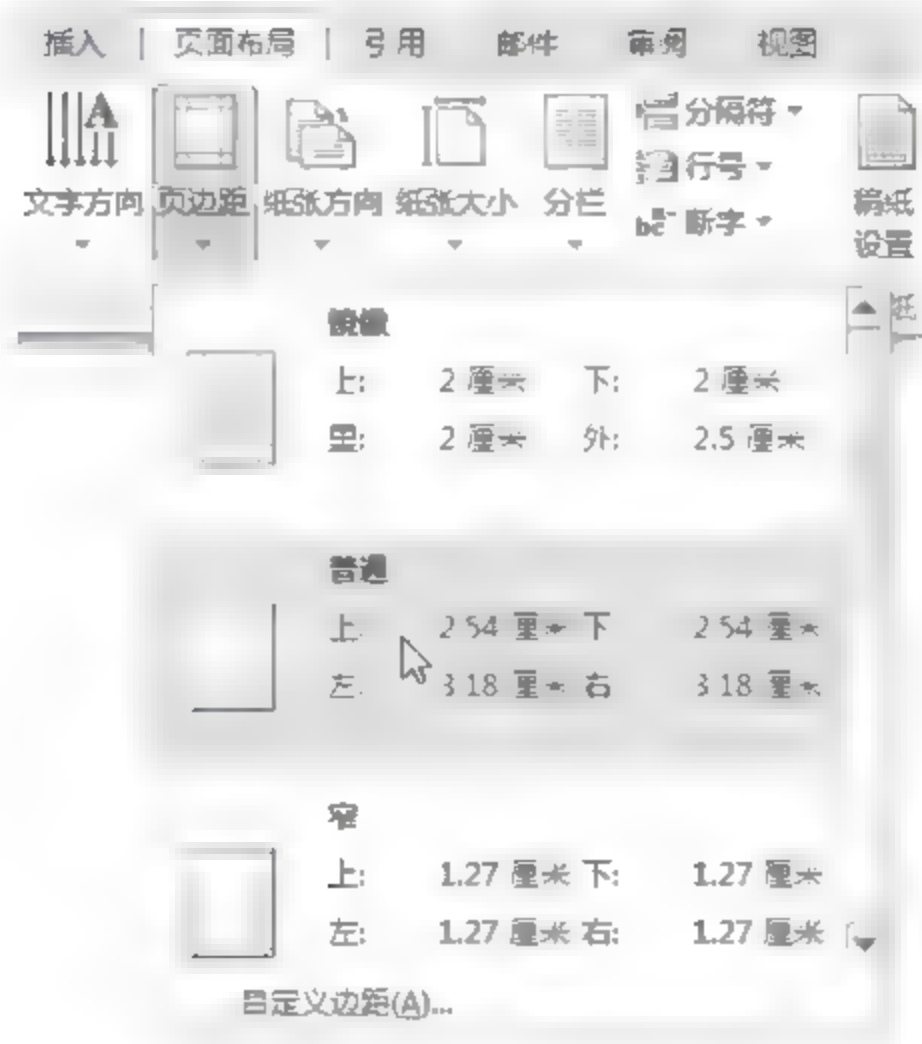 插入 页面布局 引用 邮件 审阅 视图
文字方向 页边距 纸张方向 纸张大小 分栏 分隔符 稿纸
行号 设置
bc 断字
镜像
上: 2 厘米 下: 2 厘米
里: 2 厘米 外: 2.5 厘米
普通
上 2 54 厘米 下 2 54 厘米
左 3 18 厘米 右 3 18 厘米
窄
上: 1.27 厘米 下: 1.27 厘米
左: 1.27 厘米 右: 1.27 厘米
自定义边距(A)...